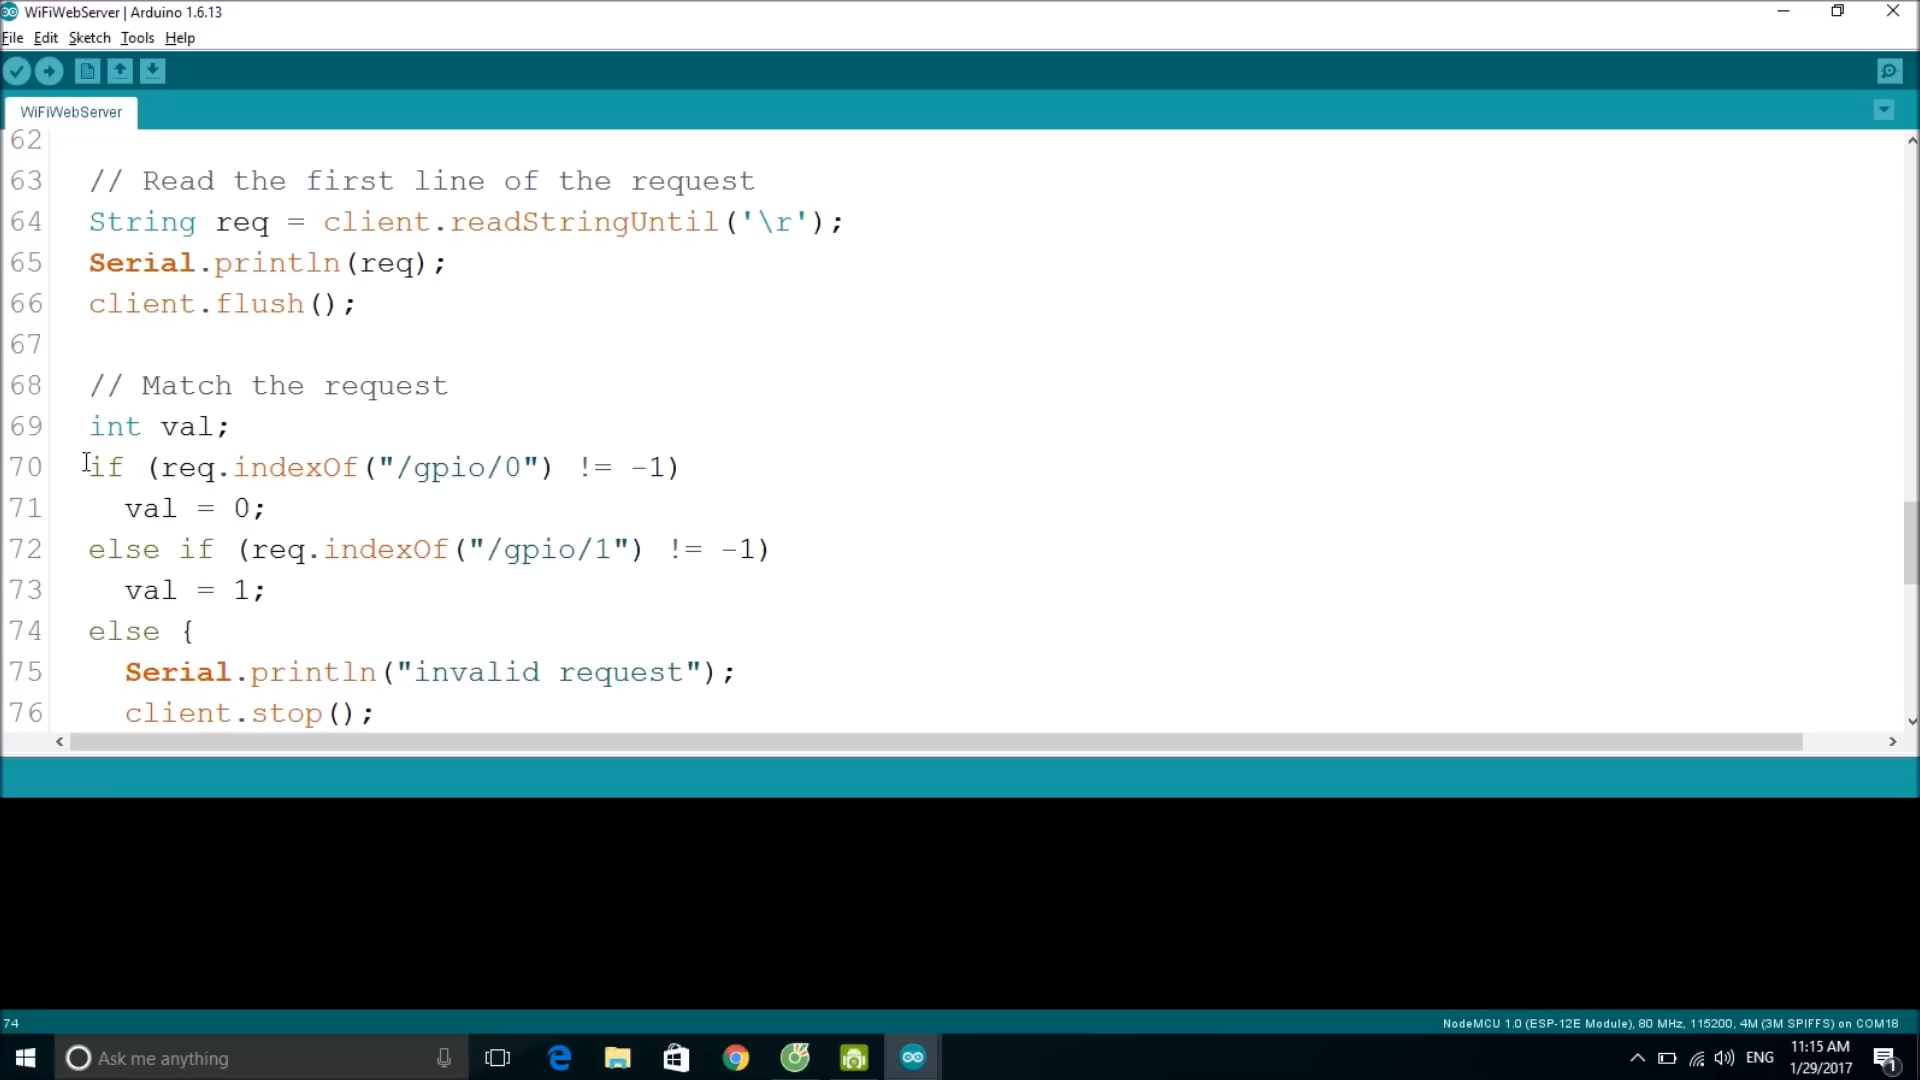 WiFiWebServer | Arduino 1.6.13
File Edit Sketch Tools Help
WiFiWebServer
62
63 // Read the first line of the request
64 String req = client.readStringUntil('\r');
65 Serial.println(req);
66 client.flush();
67
68 // Match the request
69 int val;
70 if (req.indexOf("/gpio/0") != -1)
71 val = 0;
72 else if (req.indexOf("/gpio/1") != -1)
73 val = 1;
74 else {
75 Serial.println("invalid request");
76 client.stop();
74 NodeMCU 1.0 (ESP-12E Module), 80 MHz, 115200, 4M (3M SPIFFS) on COM18
Ask me anything
ENG
11:15 AM
1/29/2017
1